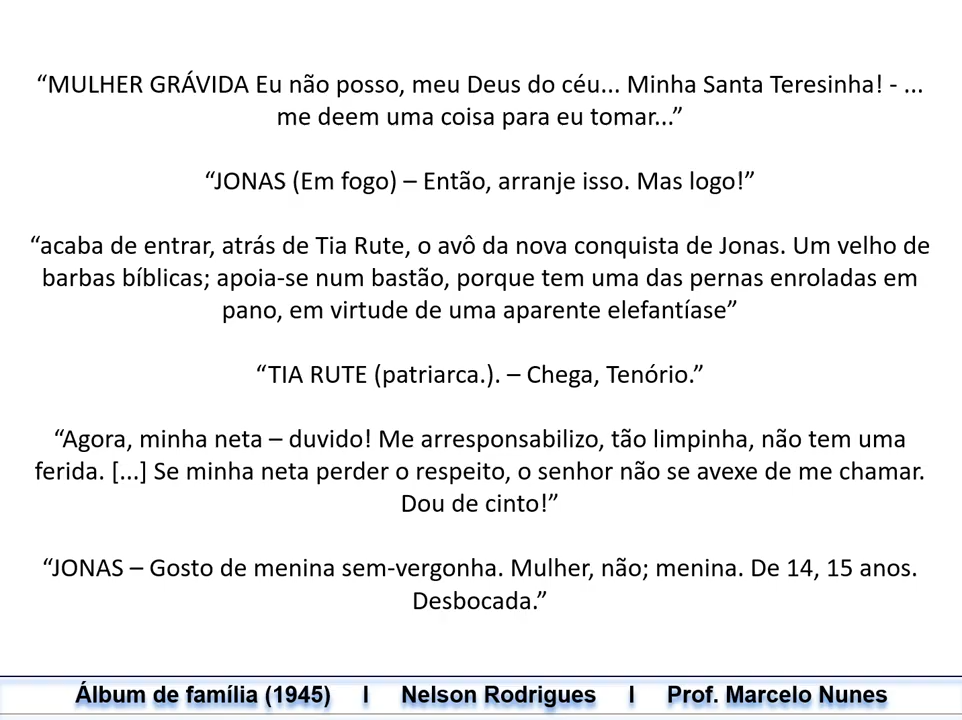 “MULHER GRÁVIDA Eu não posso, meu Deus do céu... Minha Santa Teresinha! - ...
me deem uma coisa para eu tomar...”
“JONAS (Em fogo) – Então, arranje isso. Mas logo!”
“acaba de entrar, atrás de Tia Rute, o avô da nova conquista de Jonas. Um velho de
barbas bíblicas; apoia-se num bastão, porque tem uma das pernas enroladas em
pano, em virtude de uma aparente elefantíase”
“TIA RUTE (patriarca.). – Chega, Tenório.”
“Agora, minha neta – duvido! Me arresponsabilizo, tão limpinha, não tem uma
ferida. [...] Se minha neta perder o respeito, o senhor não se avexe de me chamar.
Dou de cinto!”
“JONAS – Gosto de menina sem-vergonha. Mulher, não; menina. De 14, 15 anos.
Desbocada.”
Álbum de família (1945) I Nelson Rodrigues I Prof. Marcelo Nunes